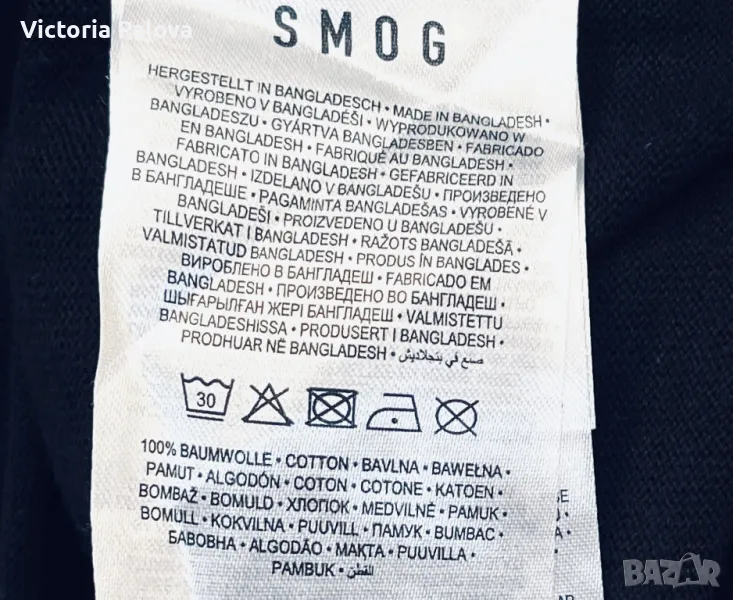 Victoria Palova
SMOG
HERGESTELLT IN BANGLADESCH • MADE IN BANGLADESH •
VYROBENO V BANGLADÉŠI • WYPRODUKOWANO W
BANGLADESZU • GYÁRTVA BANGLADESBEN • FABRICADO
EN BANGLADESH • FABRIQUÉ AU BANGLADESH •
FABRICATO IN BANGLADESH • GEFABRICEERD IN
BANGLADESH • IZDELANO V BANGLADEŠU • ПРОИЗВЕДЕНО
В БАНГЛАДЕШЕ • PAGAMINTA BANGLADEŠAS • VYROBENÉ V
BANGLADEŠI • PROIZVEDENO U BANGLADEŠU •
TILLVERKAT I BANGLADESH • RAŽOTS BANGLADEŠĀ •
VALMISTATUD BANGLADESH • PRODUS ÎN BANGLADES •
ВИРОБЛЕНО В БАНГЛАДЕШ • FABRICADO EM
BANGLADESH • ПРОИЗВЕДЕНО ВО БАНГЛАДЕШ •
ШЫҒАРЫЛҒАН ЖЕРІ БАНГЛАДЕШ • VALMISTETTU
BANGLADESHISSA • PRODUSERT I BANGLADESH •
PRODHUAR NË BANGLADESH • صنع في بنجلاديش
30
100% BAUMWOLLE • COTTON • BAVLNA • BAWEŁNA •
PAMUT • ALGODÓN • COTON • COTONE • KATOEN •
BOMBAŽ • BOMULD • ХЛОПОК • MEDVILNĖ • PAMUK •
BOMULL • KOKVILNA • PUUVILL • ПАМУК • BUMBAC •
БАВОВНА • ALGODÃO • МАҚТА • PUUVILLA •
PAMBUK • القطن
BAZAR